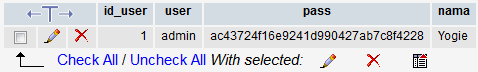 id_user user pass nama
1 admin ac43724f16e9241d990427ab7c8f4228 Yogie
Check All / Uncheck All With selected: